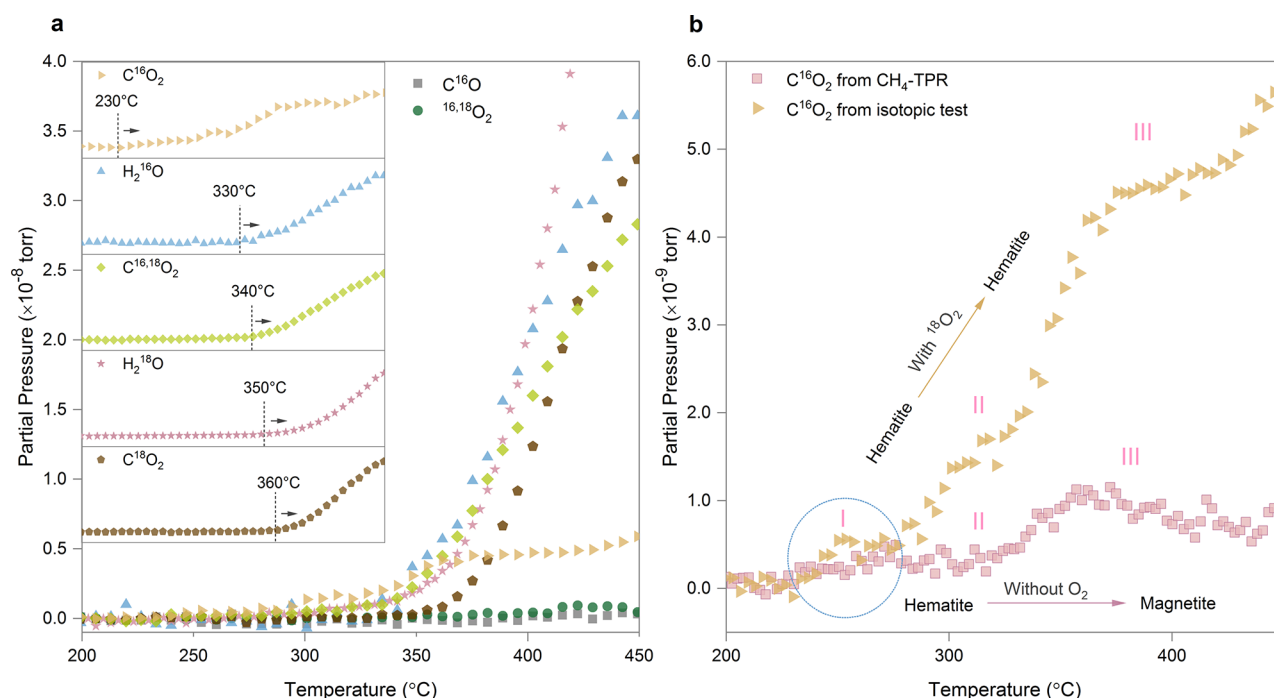 a
Partial Pressure (×10⁻⁸ torr)
4.0
3.5
3.0
2.5
2.0
1.5
1.0
0.5
0.0
C¹⁶O₂
230°C
H₂¹⁶O
330°C
C¹⁶,¹⁸O₂
340°C
H₂¹⁸O
350°C
C¹⁸O₂
360°C
C¹⁶O
¹⁶,¹⁸O₂
200 250 300 350 400 450
Temperature (°C)
b
Partial Pressure (×10⁻⁹ torr)
6.0
5.0
4.0
3.0
2.0
1.0
0.0
C¹⁶O₂ from CH₄-TPR
C¹⁶O₂ from isotopic test
III
Hematite
With ¹⁸O₂
Hematite
II
III
I
II
Hematite
Without O₂
Magnetite
200 300 400
Temperature (°C)